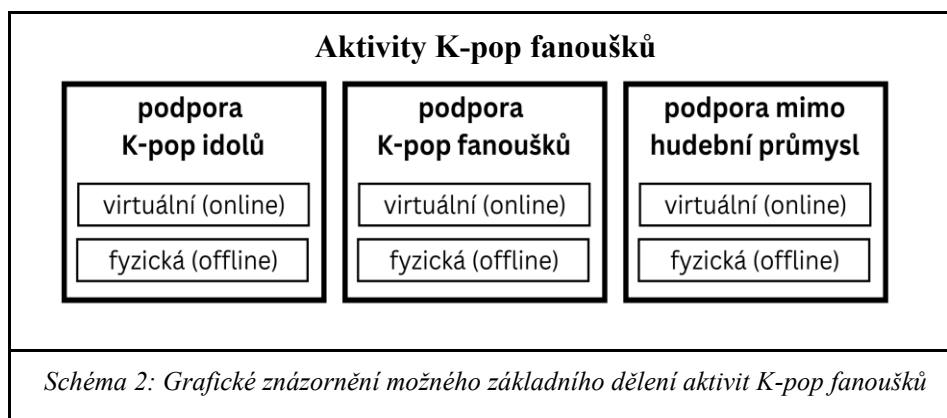 Aktivity K-pop fanoušků
podpora
K-pop idolů
virtuální (online)
fyzická (offline)
podpora
K-pop fanoušků
virtuální (online)
fyzická (offline)
podpora mimo
hudební průmysl
virtuální (online)
fyzická (offline)
Schéma 2: Grafické znázornění možného základního dělení aktivit K-pop fanoušků